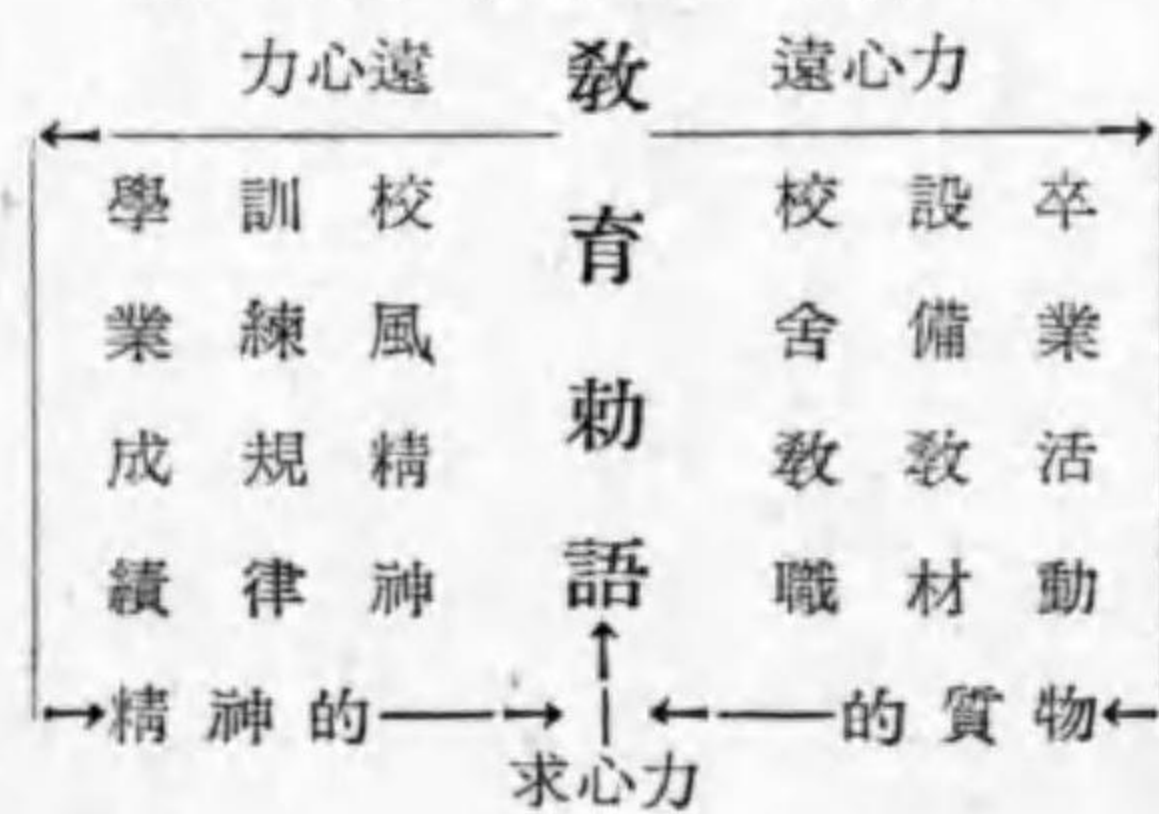 遠心力
力心遠
敎育勅語
卒業活動
設備敎材
校舍敎職
校風精神
訓練規律
學業成績
的質物
精神的
求心力